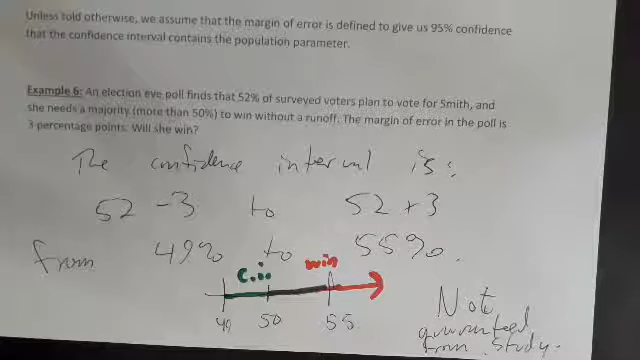 Unless told otherwise, we assume that the margin of error is defined to give us 95% confidence
that the confidence interval contains the population parameter.
Example 6: An election eve poll finds that 52% of surveyed voters plan to vote for Smith, and
she needs a majority (more than 50%) to win without a runoff. The margin of error in the poll is
3 percentage points. Will she win?
The confidence interval is:
52 - 3 to 52 + 3
from 49% to 55%.
C.i. win
49 50 55
Not
guaranteed
from study.